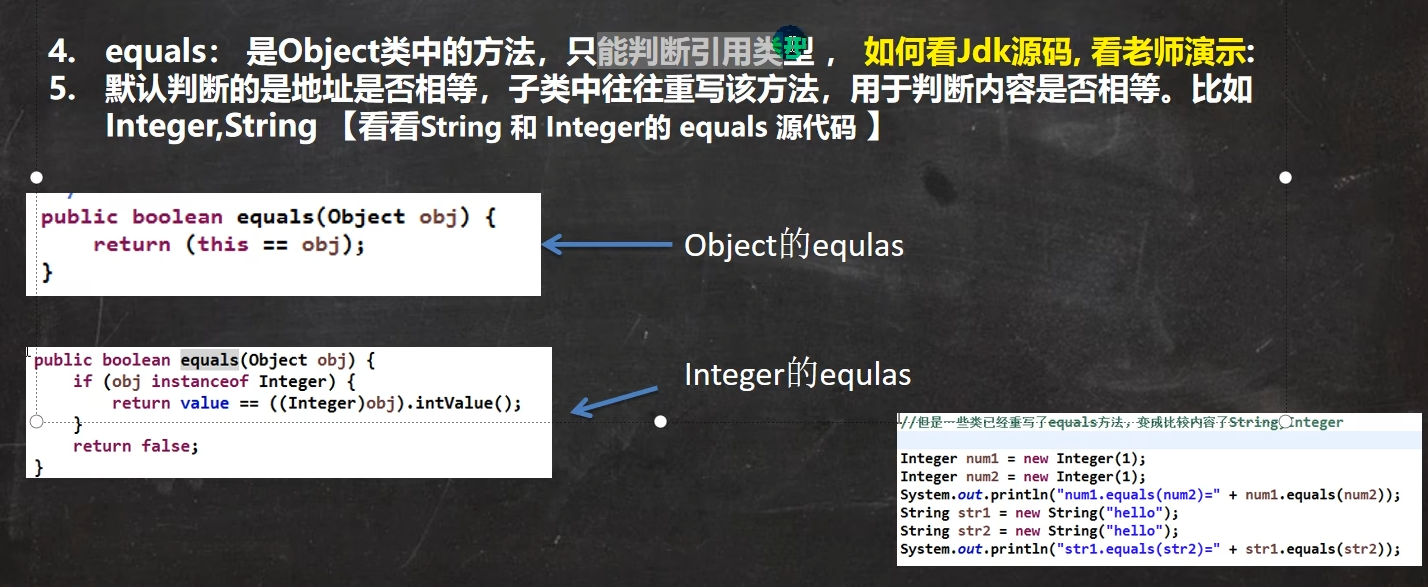 4. equals: 是Object类中的方法，只能判断引用类型， 如何看Jdk源码, 看老师演示:
5. 默认判断的是地址是否相等，子类中往往重写该方法，用于判断内容是否相等。比如
Integer,String 【看看String 和 Integer的 equals 源代码 】
public boolean equals(Object obj) {
return (this == obj);
}
Object的equlas
public boolean equals(Object obj) {
if (obj instanceof Integer) {
return value == ((Integer)obj).intValue();
}
return false;
}
Integer的equlas
//但是一些类已经重写了equals方法，变成比较内容了String,Integer
Integer num1 = new Integer(1);
Integer num2 = new Integer(1);
System.out.println("num1.equals(num2)=" + num1.equals(num2));
String str1 = new String("hello");
String str2 = new String("hello");
System.out.println("str1.equals(str2)=" + str1.equals(str2));